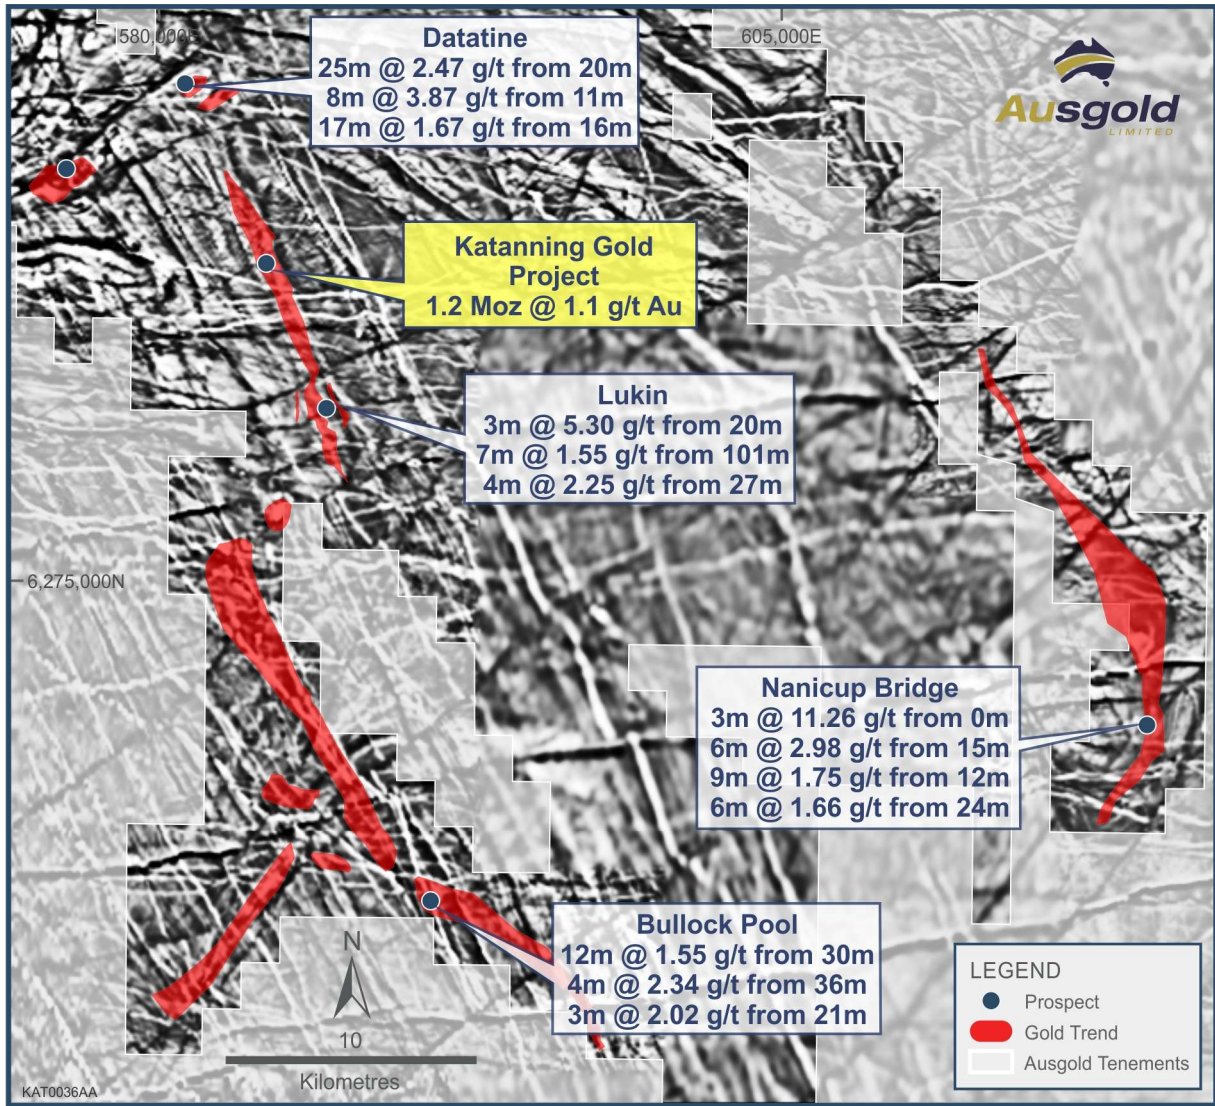 580,000E
605,000E
Datatine
25m @ 2.47 g/t from 20m
8m @ 3.87 g/t from 11m
17m @ 1.67 g/t from 16m
Ausgold
LIMITED
Katanning Gold
Project
1.2 Moz @ 1.1 g/t Au
Lukin
3m @ 5.30 g/t from 20m
7m @ 1.55 g/t from 101m
4m @ 2.25 g/t from 27m
6,275,000N
Nanicup Bridge
3m @ 11.26 g/t from 0m
6m @ 2.98 g/t from 15m
9m @ 1.75 g/t from 12m
6m @ 1.66 g/t from 24m
Bullock Pool
12m @ 1.55 g/t from 30m
4m @ 2.34 g/t from 36m
3m @ 2.02 g/t from 21m
N
10
Kilometres
LEGEND
Prospect
Gold Trend
Ausgold Tenements
KAT0036AA